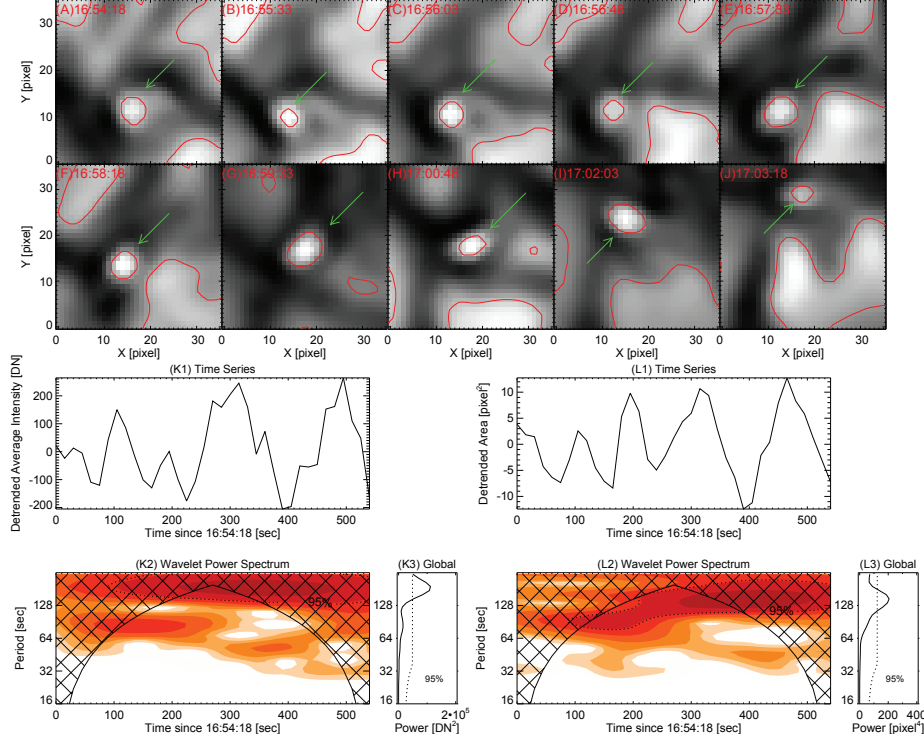 (A)16:54:18 (B)16:55:33 (C)16:56:03 (D)16:56:48 (E)16:57:33
30
20
10
0
Y [pixel]
(F)16:58:18 (G)16:59:33 (H)17:00:48 (I)17:02:03 (J)17:03:18
30
20
10
0
Y [pixel]
0 10 20 30 0 10 20 30 0 10 20 30 0 10 20 30 0 10 20 30
X [pixel] X [pixel] X [pixel] X [pixel] X [pixel]
(K1) Time Series
Detrended Average Intensity [DN]
200
100
0
-100
-200
0 100 200 300 400 500
Time since 16:54:18 [sec]
(L1) Time Series
Detrended Area [pixel²]
10
5
0
-5
-10
0 100 200 300 400 500
Time since 16:54:18 [sec]
(K2) Wavelet Power Spectrum
Period [sec]
128
64
32
16
95%
0 100 200 300 400 500
Time since 16:54:18 [sec]
(K3) Global
95%
0 2•10⁵
Power [DN²]
(L2) Wavelet Power Spectrum
Period [sec]
128
64
32
16
95%
0 100 200 300 400 500
Time since 16:54:18 [sec]
(L3) Global
95%
0 200 400
Power [pixel⁴]